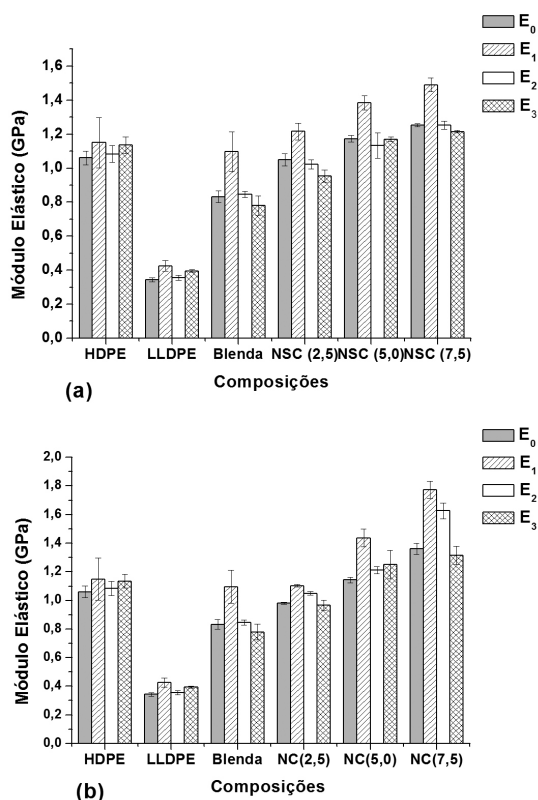 E0
E1
E2
E3
1,6
1,4
1,2
1,0
0,8
0,6
0,4
0,2
0,0
Módulo Elástico (GPa)
HDPE LLDPE Blenda NSC (2,5) NSC (5,0) NSC (7,5)
Composições
(a)
E0
E1
E2
E3
2,0
1,8
1,6
1,4
1,2
1,0
0,8
0,6
0,4
0,2
0,0
Módulo Elástico (GPa)
HDPE LLDPE Blenda NC(2,5) NC(5,0) NC(7,5)
Composições
(b)